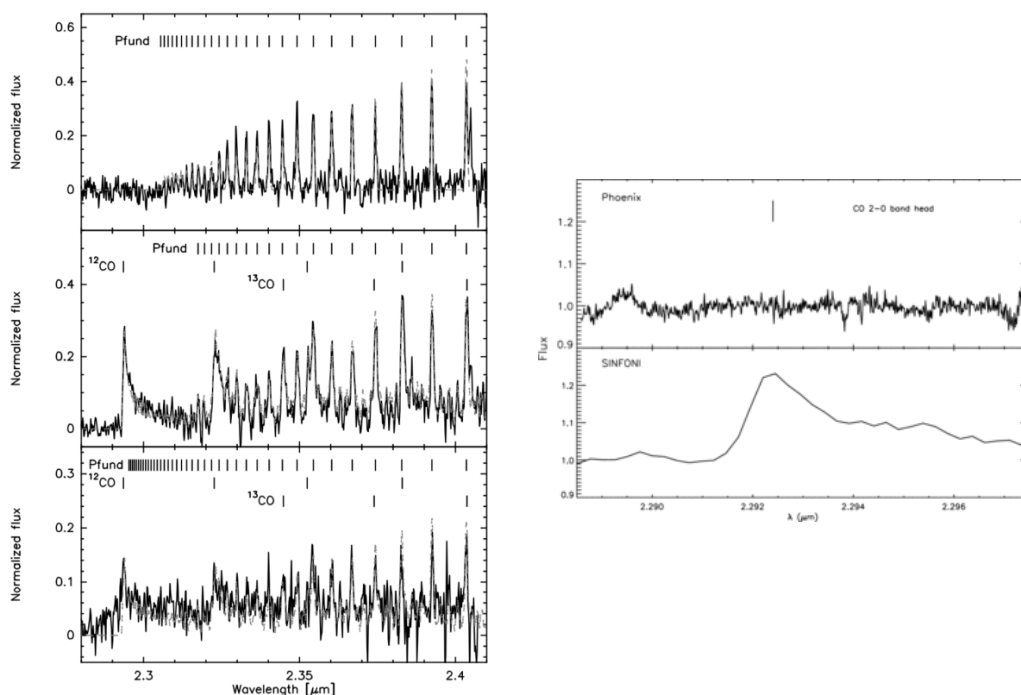 0.6
Pfund
0.4
0.2
0
Normalized flux
Pfund
¹²CO
0.4
¹³CO
0.2
0
Normalized flux
Pfund
0.3
¹²CO
¹³CO
0.2
0.1
0
Normalized flux
2.3
2.35
2.4
Wavelength [μm]
Phoenix
CO 2-0 band head
1.2
1.1
1.0
0.9
Flux
SINFONI
1.2
1.1
1.0
0.9
2.290
2.292
2.294
2.296
λ (μm)